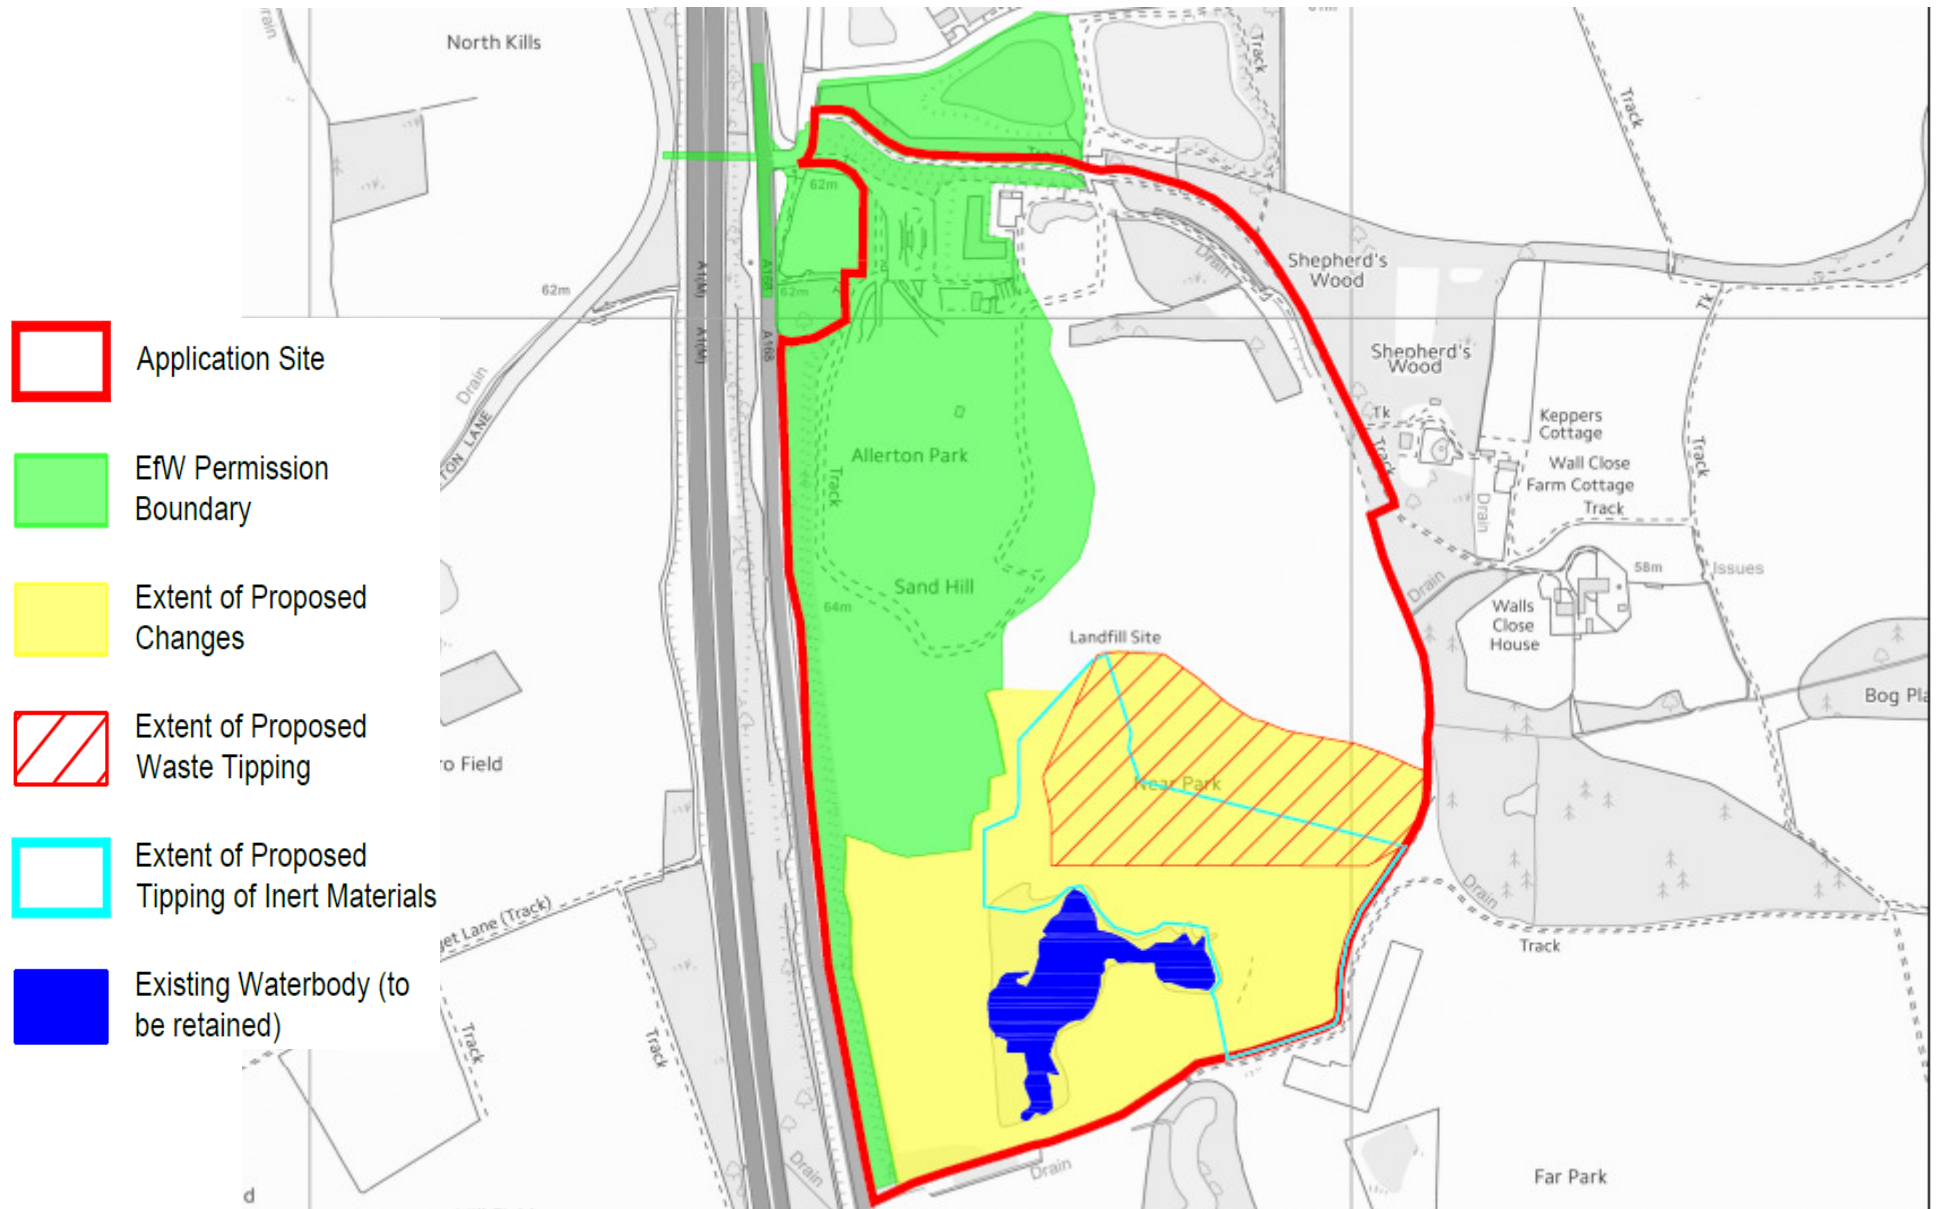 North Kills
Track
Track
Track
62m
Drain
Shepherd's
Wood
A1(M)
A168
62m
62m
Tk
Application Site
A1(M)
A168
Shepherd's
Wood
Drain
Tk
Keppers
Cottage
LANE
Allerton Park
Track
Track
Wall Close
Farm Cottage
EfW Permission
Boundary
Track
Drain
Track
58m
Issues
Drain
Sand Hill
64m
Walls
Close
House
Extent of Proposed
Changes
Landfill Site
Bog
Field
Near Park
Extent of Proposed
Waste Tipping
Extent of Proposed
Tipping of Inert Materials
Drain
Lane (Track)
Track
Existing Waterbody (to
be retained)
Track
Track
Drain
Drain
Far Park